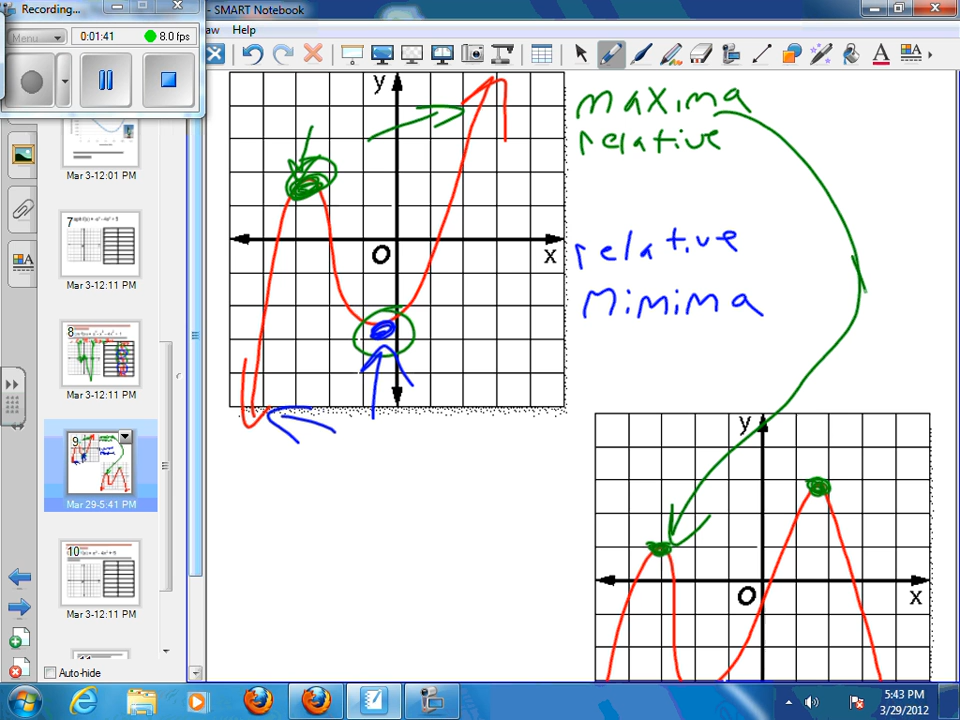 Recording...
- SMART Notebook
Menu
0:01:41
8.0 fps
aw Help
Mar 3-12:01 PM
7
Mar 3-12:11 PM
8
Mar 3-12:11 PM
9
Mar 29-5:41 PM
10
Mar 3-12:11 PM
Auto-hide
y
O
x
maxima
relative
relative
Mimima
y
O
x
5:43 PM
3/29/2012